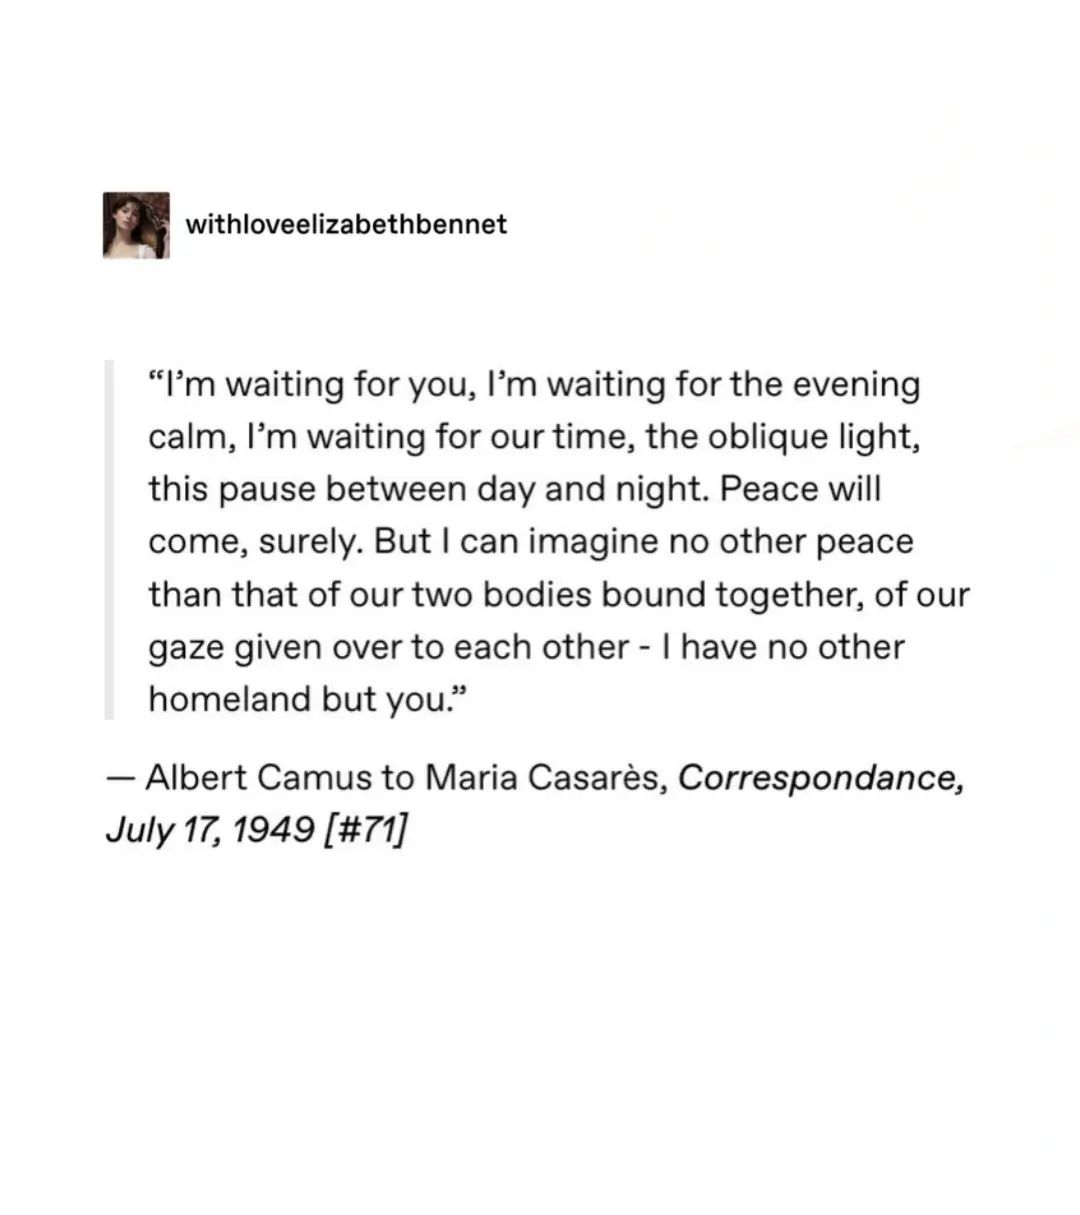 withloveelizabethbennet
“I’m waiting for you, I’m waiting for the evening
calm, I’m waiting for our time, the oblique light,
this pause between day and night. Peace will
come, surely. But I can imagine no other peace
than that of our two bodies bound together, of our
gaze given over to each other - I have no other
homeland but you.”
— Albert Camus to Maria Casarès, Correspondance,
July 17, 1949 [#71]